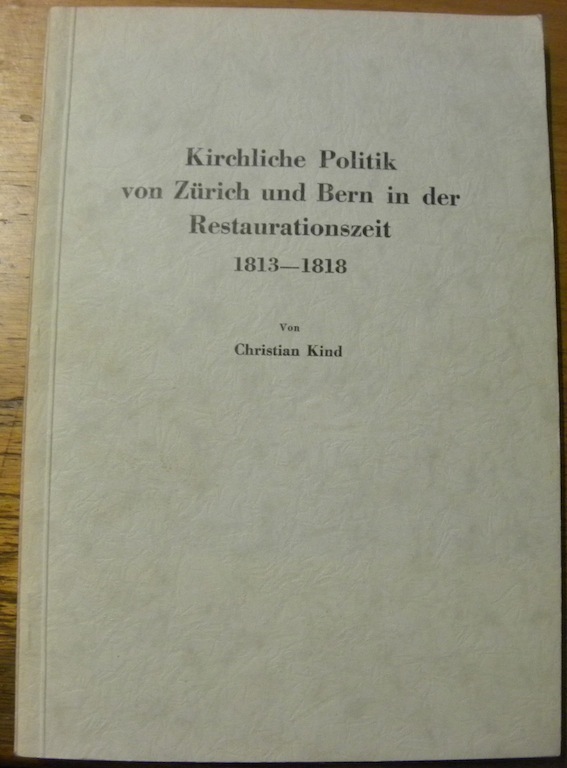 Kirchliche Politik
von Zürich und Bern in der
Restaurationszeit
1813—1818
Von
Christian Kind